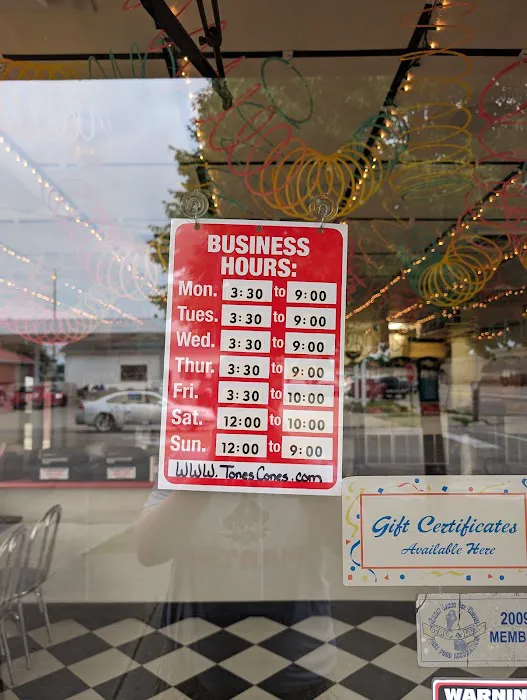 BUSINESS
HOURS:
Mon. 3:30 to 9:00
Tues. 3:30 to 9:00
Wed. 3:30 to 9:00
Thur. 3:30 to 9:00
Fri. 3:30 to 10:00
Sat. 12:00 to 10:00
Sun. 12:00 to 9:00
WWW.TonesCones.com
Gift Certificates
Available Here
2009
MEMB
WARNIN